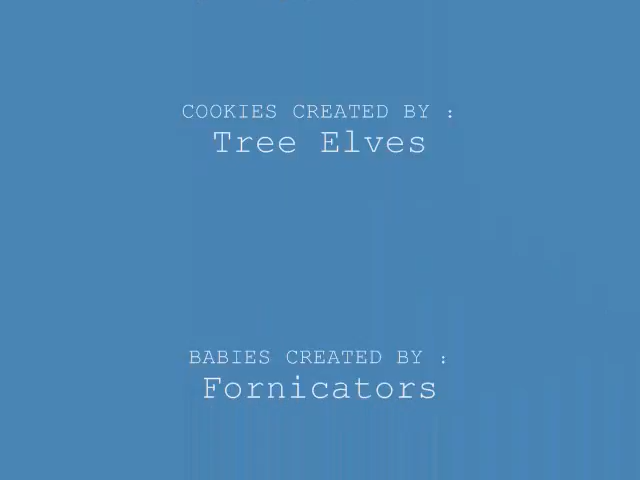 COOKIES CREATED BY :
Tree Elves
BABIES CREATED BY :
Fornicators